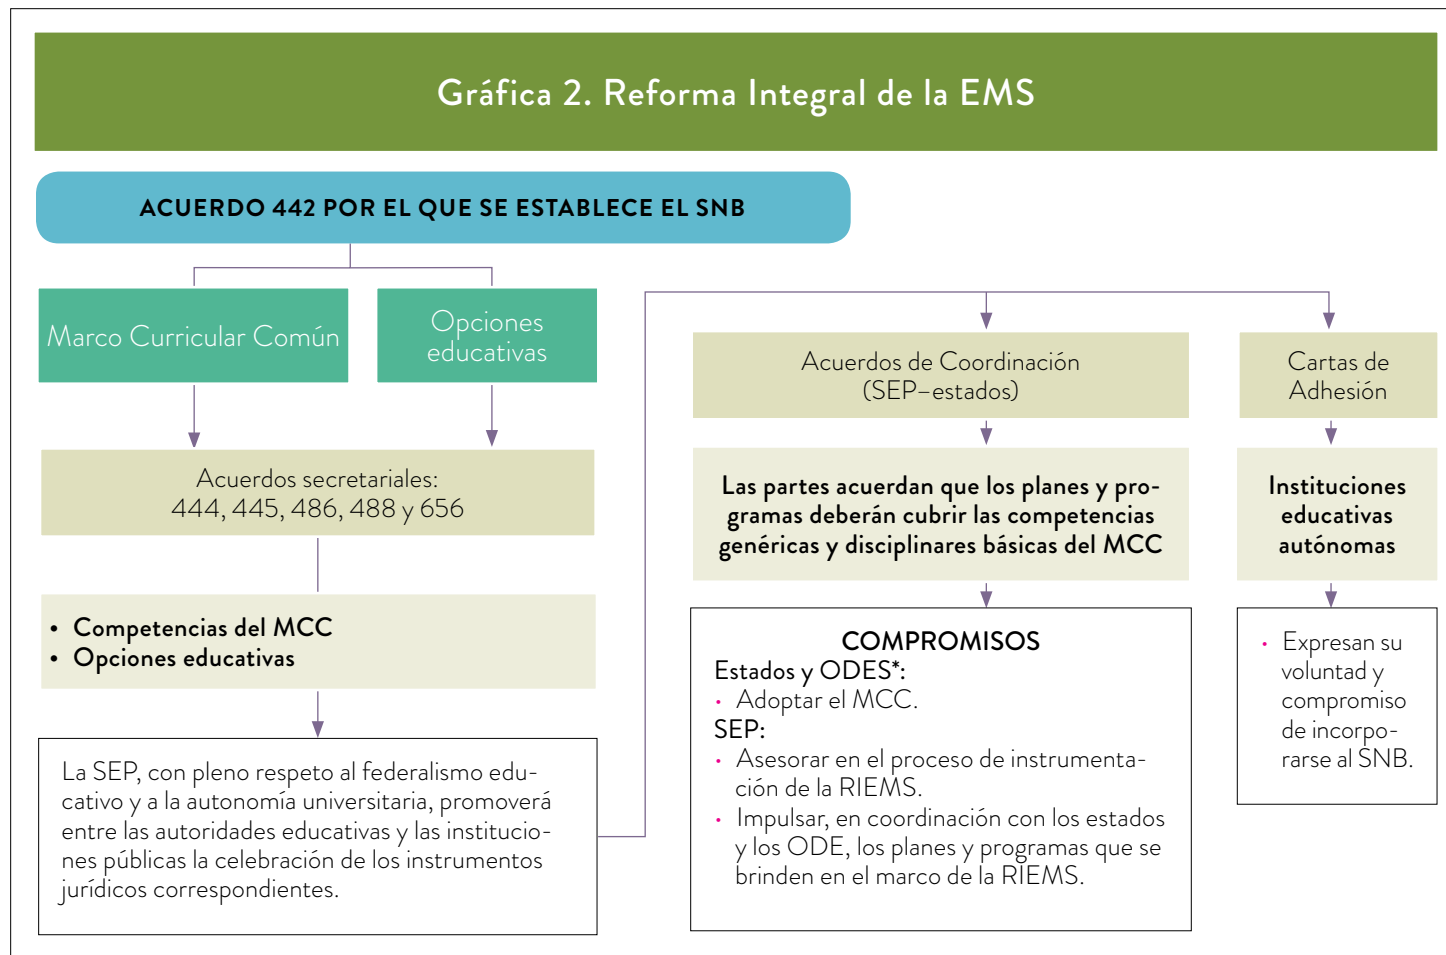 Gráfica 2. Reforma Integral de la EMS
ACUERDO 442 POR EL QUE SE ESTABLECE EL SNB
Marco Curricular Común
Opciones
educativas
Acuerdos secretariales:
444, 445, 486, 488 y 656
• Competencias del MCC
• Opciones educativas
La SEP, con pleno respeto al federalismo edu-
cativo y a la autonomía universitaria, promoverá
entre las autoridades educativas y las institucio-
nes públicas la celebración de los instrumentos
jurídicos correspondientes.
Acuerdos de Coordinación
(SEP–estados)
Las partes acuerdan que los planes y pro-
gramas deberán cubrir las competencias
genéricas y disciplinares básicas del MCC
COMPROMISOS
Estados y ODES*:
• Adoptar el MCC.
SEP:
• Asesorar en el proceso de instrumenta-
ción de la RIEMS.
• Impulsar, en coordinación con los estados
y los ODE, los planes y programas que se
brinden en el marco de la RIEMS.
Cartas de
Adhesión
Instituciones
educativas
autónomas
• Expresan su
voluntad y
compromiso
de incorpo-
rarse al SNB.